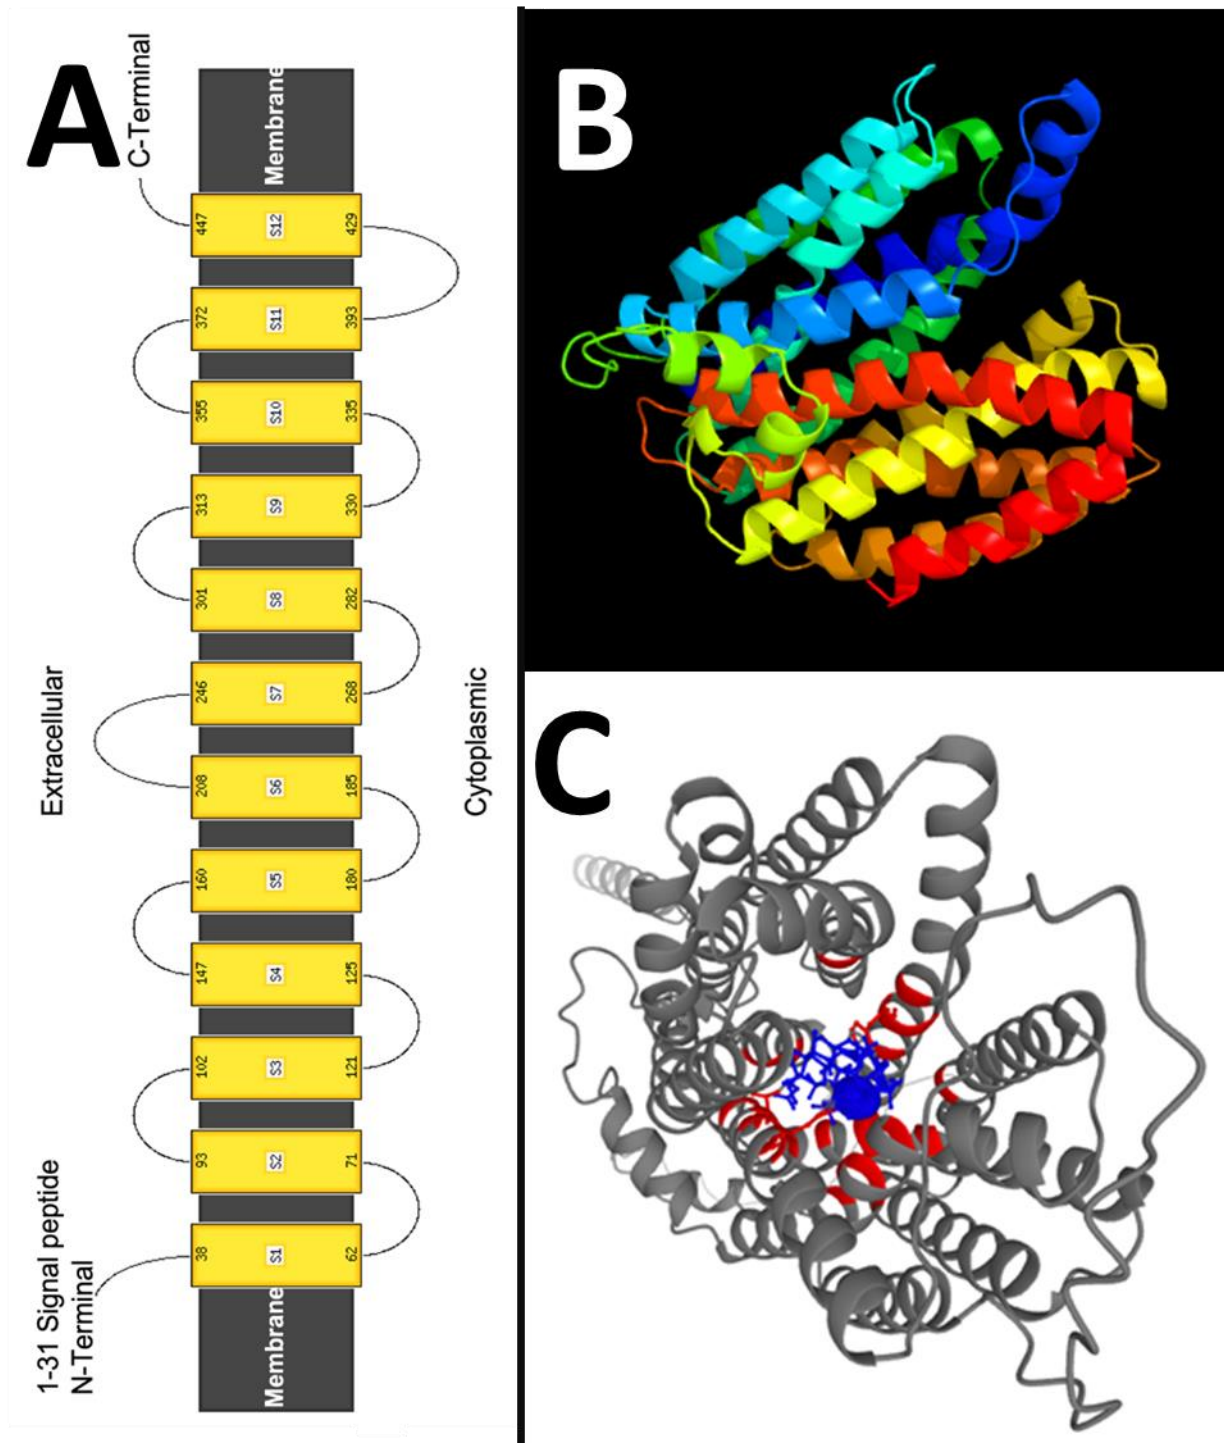 A
C-Terminal
Membrane
447 S12 429
372 S11 393
355 S10 335
313 S9 330
301 S8 282
246 S7 268
208 S6 185
160 S5 180
147 S4 125
102 S3 121
93 S2 71
38 S1 62
Membrane
Extracellular
Cytoplasmic
1-31 Signal peptide
N-Terminal
B
C